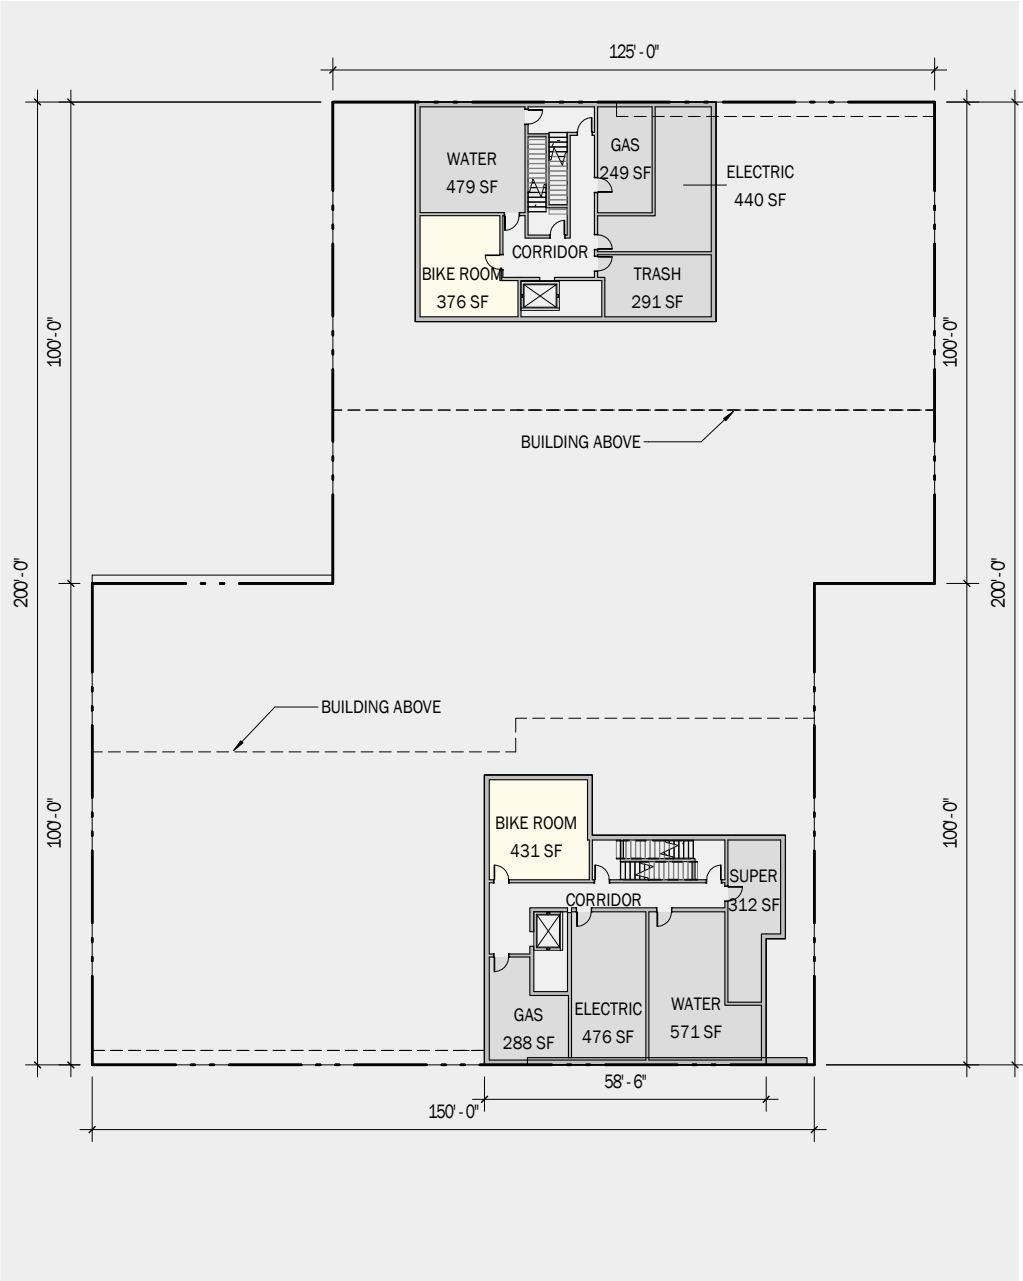 125'-0"
WATER
479 SF
GAS
249 SF
ELECTRIC
440 SF
CORRIDOR
BIKE ROOM
376 SF
TRASH
291 SF
100'-0"
100'-0"
BUILDING ABOVE
200'-0"
200'-0"
BUILDING ABOVE
100'-0"
100'-0"
BIKE ROOM
431 SF
SUPER
312 SF
CORRIDOR
GAS
288 SF
ELECTRIC
476 SF
WATER
571 SF
58'-6"
150'-0"